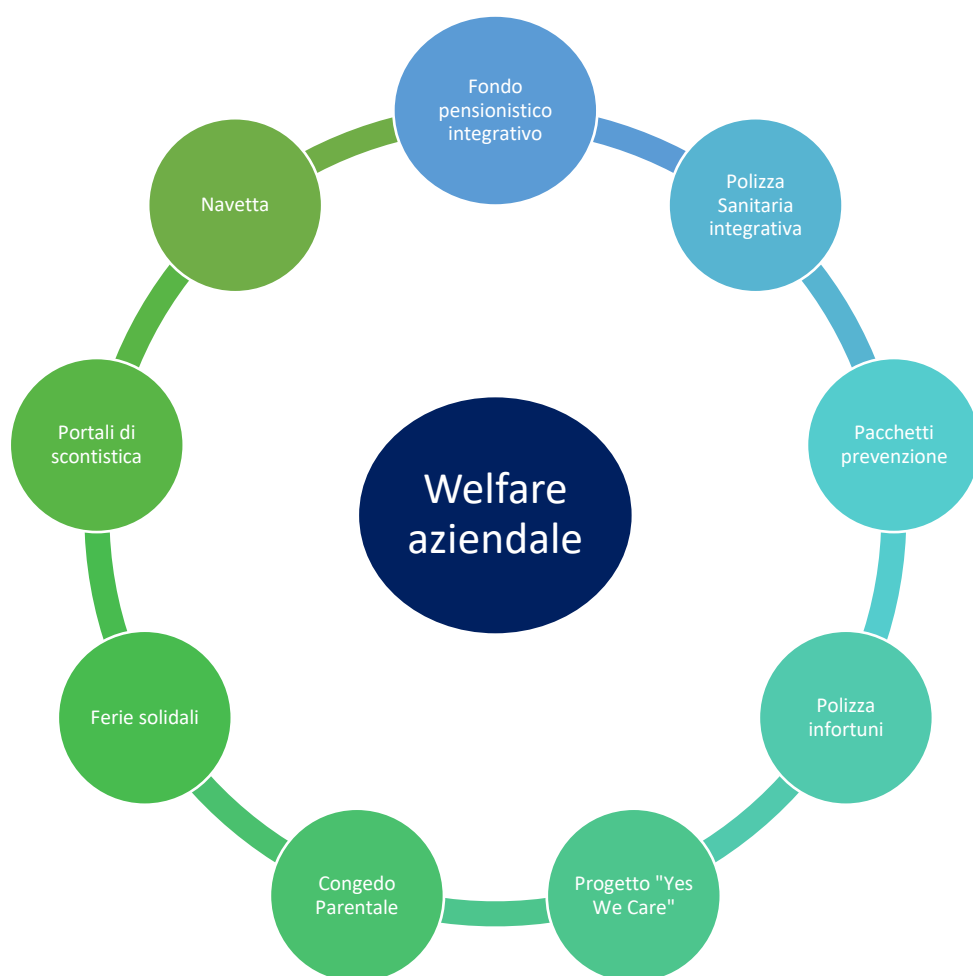 Fondo
pensionistico
integrativo
Polizza
Sanitaria
integrativa
Pacchetti
prevenzione
Polizza
infortuni
Progetto "Yes
We Care"
Congedo
Parentale
Ferie solidali
Portali di
scontistica
Navetta
Welfare
aziendale